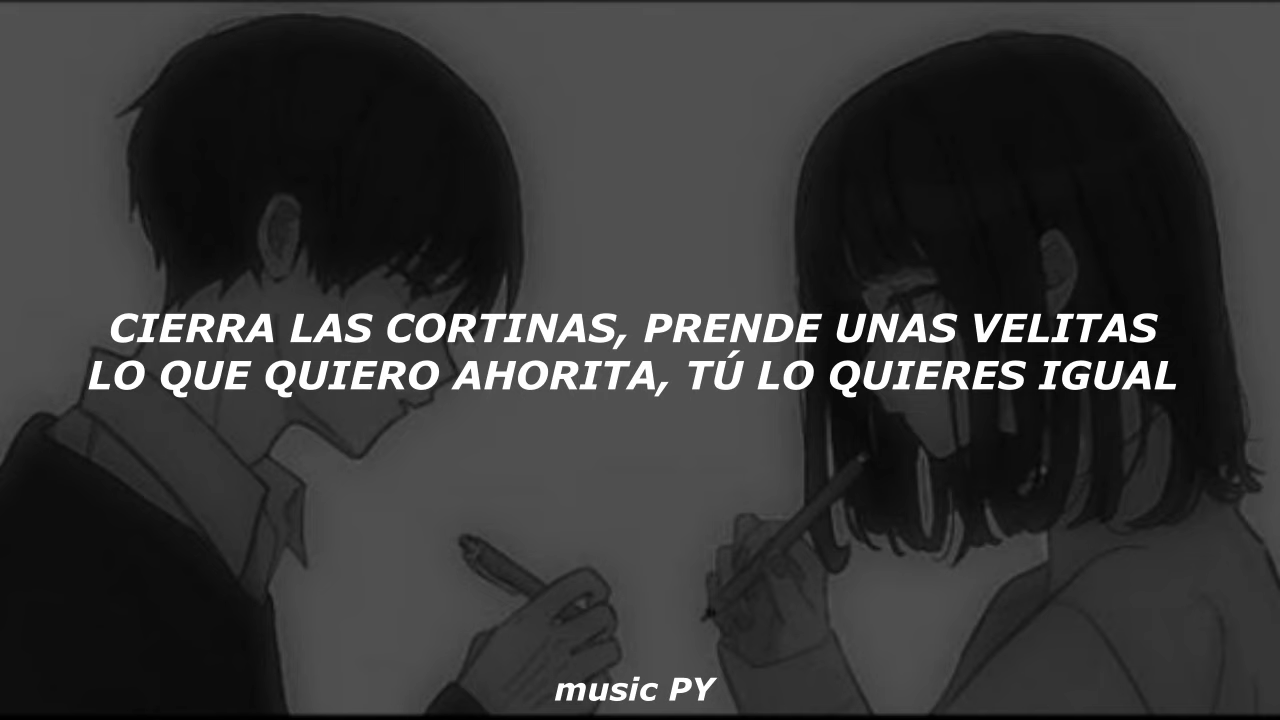 CIERRA LAS CORTINAS, PRENDE UNAS VELITAS
LO QUE QUIERO AHORITA, TÚ LO QUIERES IGUAL
music PY